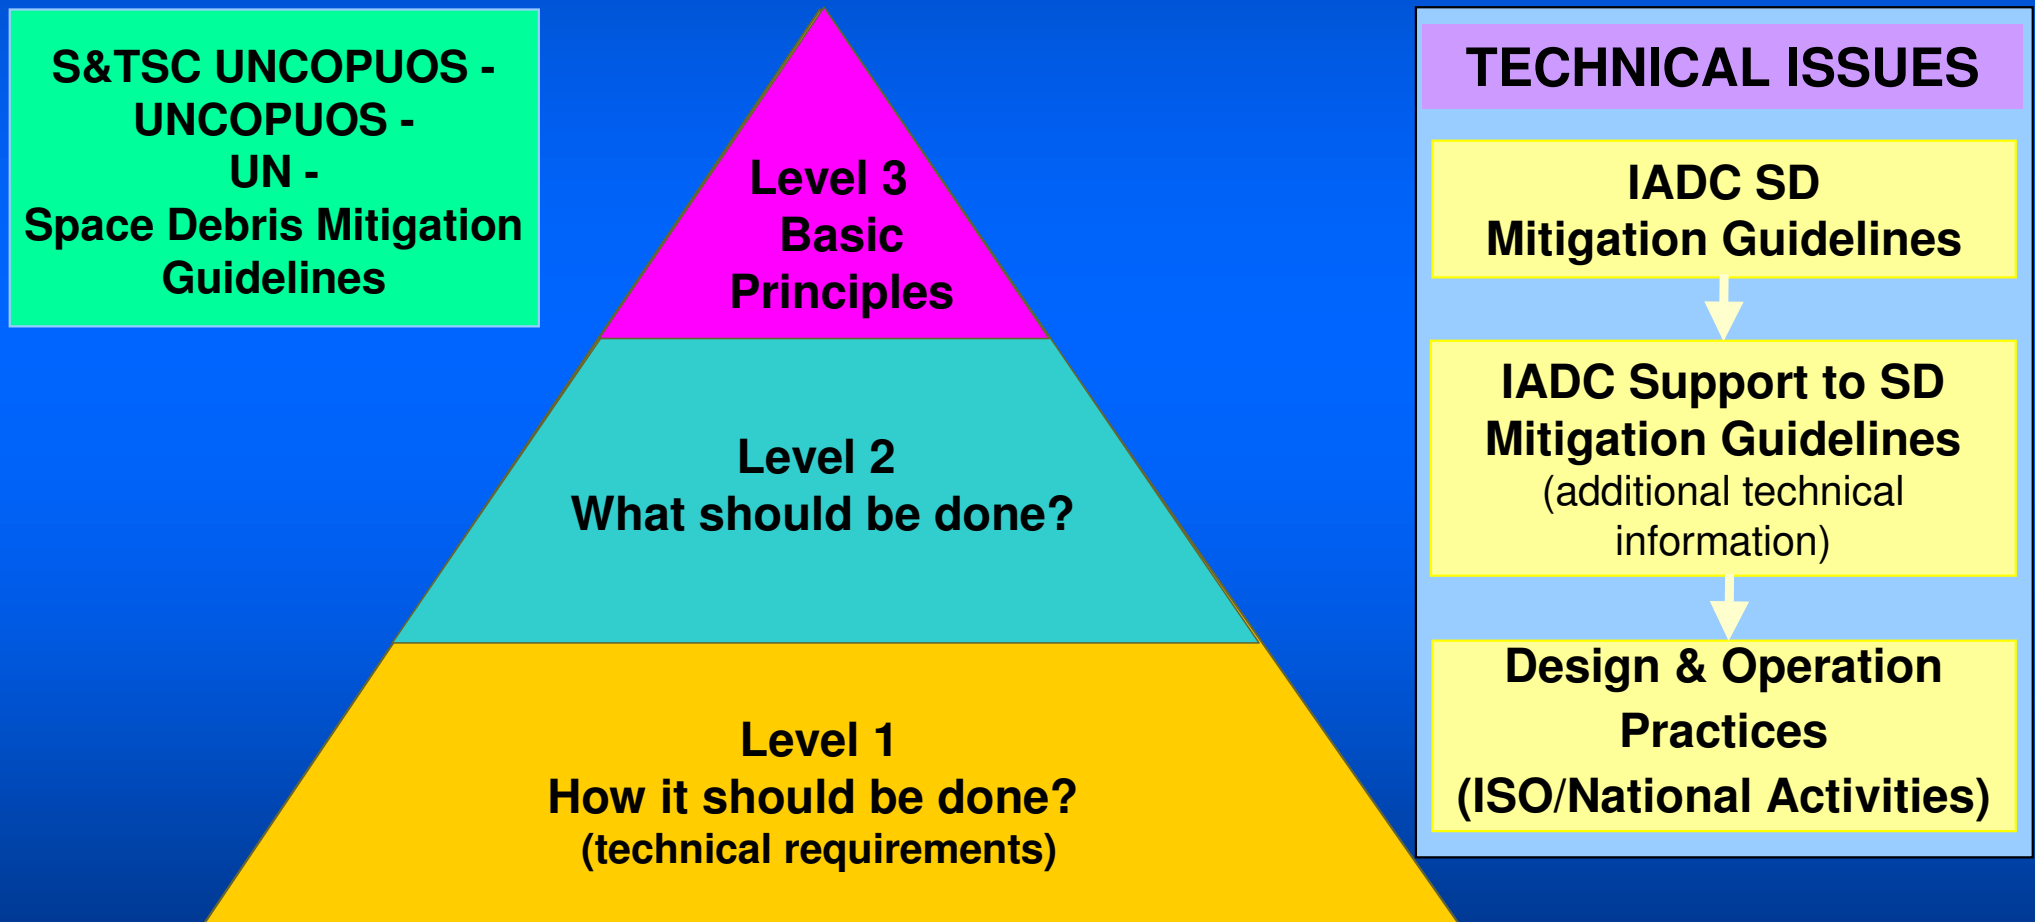 S&TSC UNCOPUOS -
UNCOPUOS -
UN -
Space Debris Mitigation
Guidelines
Level 3
Basic
Principles
Level 2
What should be done?
Level 1
How it should be done?
(technical requirements)
TECHNICAL ISSUES
IADC SD
Mitigation Guidelines
IADC Support to SD
Mitigation Guidelines
(additional technical
information)
Design & Operation
Practices
(ISO/National Activities)